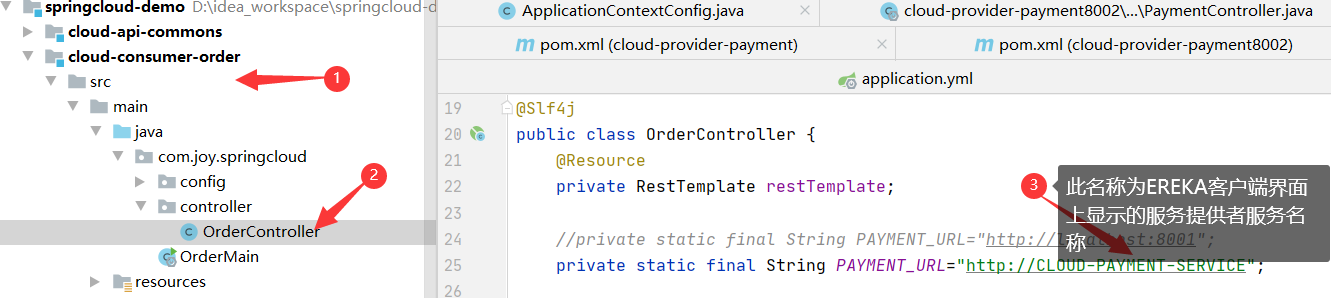 springcloud-demo D:\idea_workspace\springcloud-d
cloud-api-commons
cloud-consumer-order
src
1
main
java
com.joy.springcloud
config
2
controller
OrderController
OrderMain
resources
ApplicationContextConfig.java
cloud-provider-payment8002\...\PaymentController.java
pom.xml (cloud-provider-payment)
pom.xml (cloud-provider-payment8002)
application.yml
19 @Slf4j
20 public class OrderController {
21 @Resource
22 private RestTemplate restTemplate;
23
24 //private static final String PAYMENT_URL="http://l st:8001";
25 private static final String PAYMENT_URL="http://CLOUD-PAYMENT-SERVICE";
26
3
此名称为EREKA客户端界面
上显示的服务提供者服务名
称